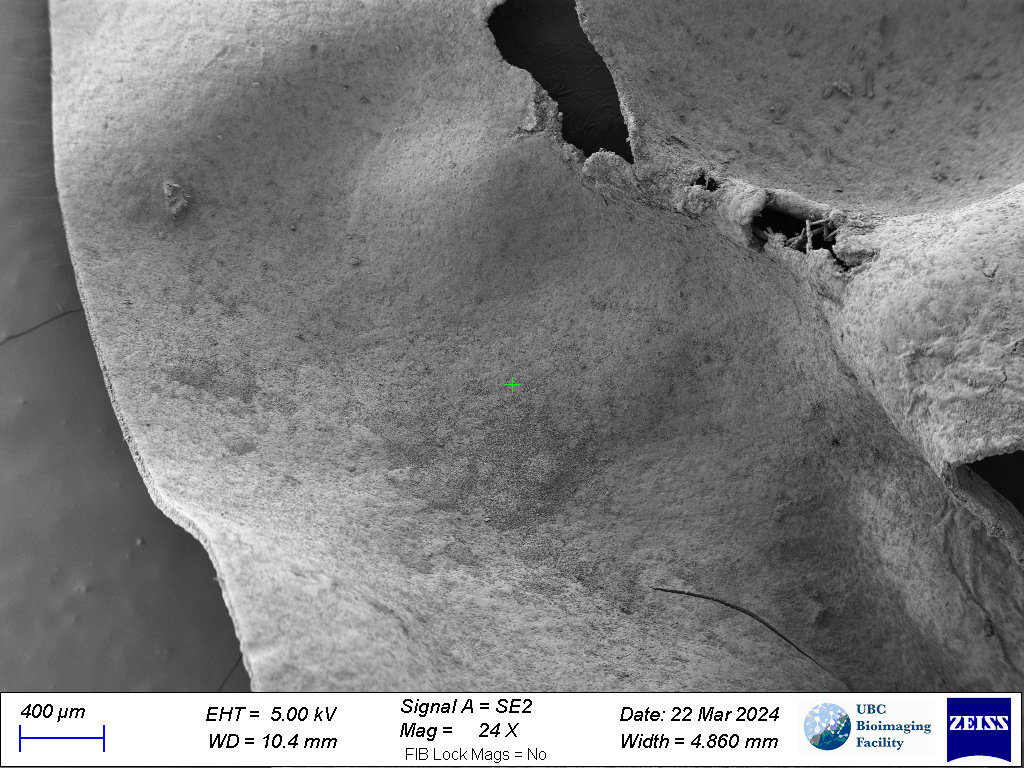 400 µm
EHT = 5.00 kV
WD = 10.4 mm
Signal A = SE2
Mag = 24 X
FIB Lock Mags = No
Date: 22 Mar 2024
Width = 4.860 mm
UBC
Bioimaging
Facility
ZEISS